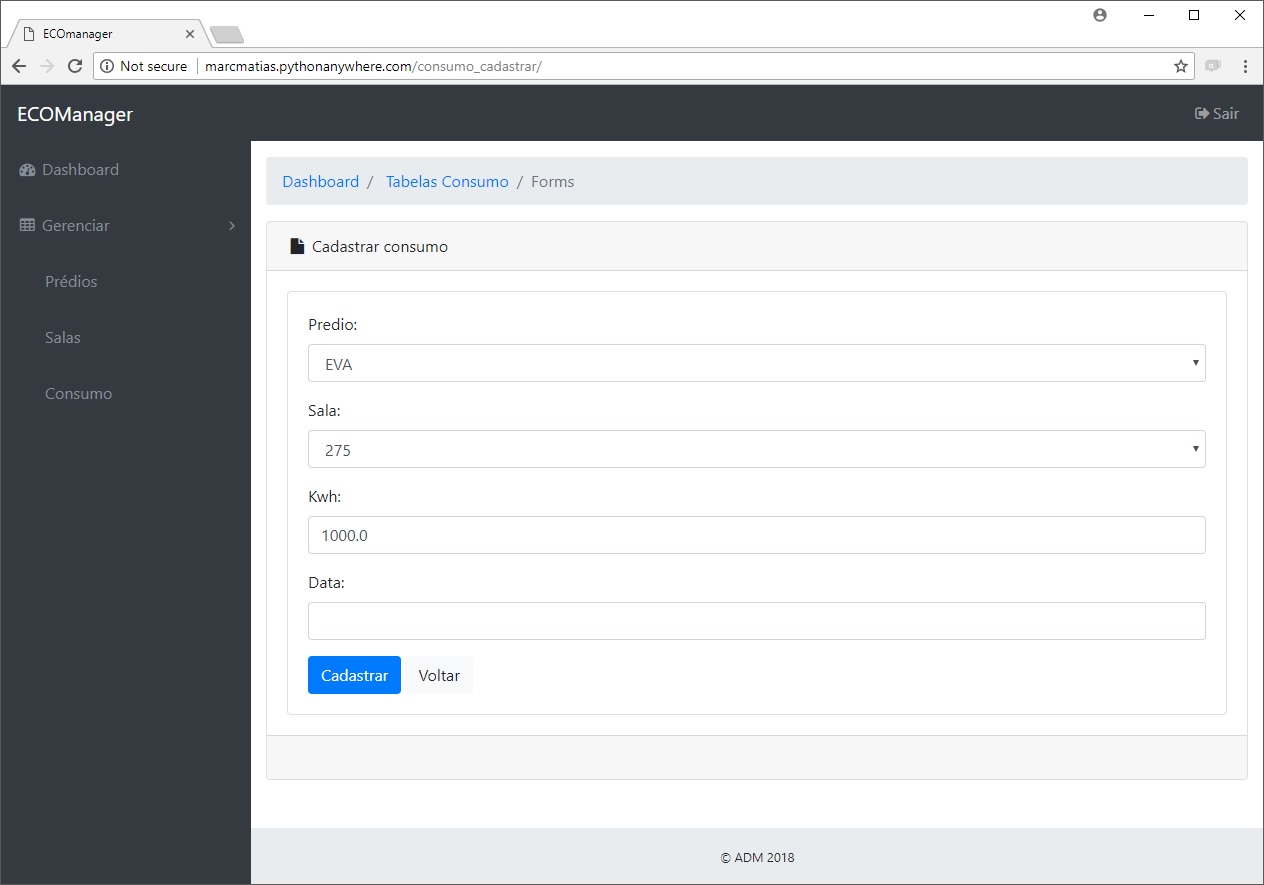 ECOmanager
Not secure marcmatias.pythonanywhere.com/consumo_cadastrar/
ECOManager
Sair
Dashboard
Gerenciar
Prédios
Salas
Consumo
Dashboard / Tabelas Consumo / Forms
Cadastrar consumo
Predio:
EVA
Sala:
275
Kwh:
1000.0
Data:
Cadastrar Voltar
© ADM 2018